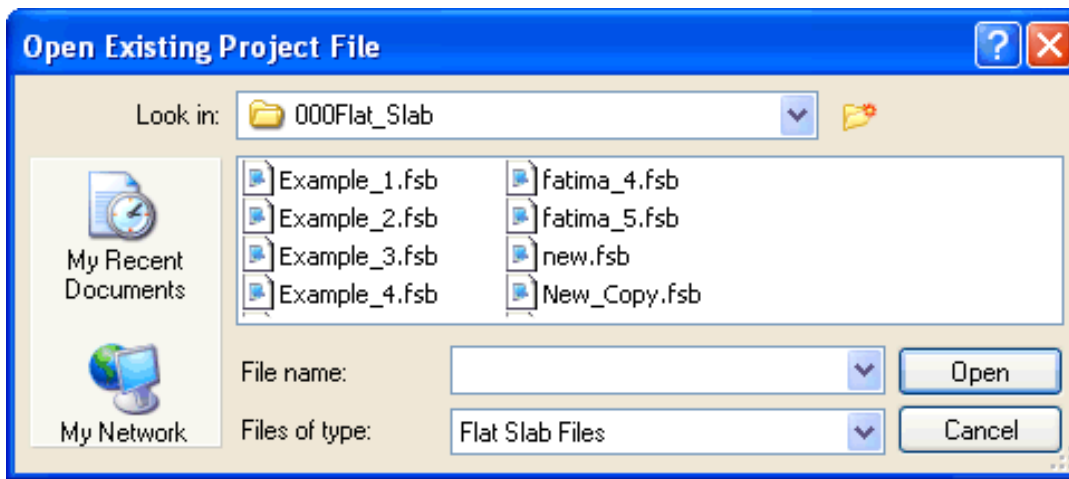 Open Existing Project File
Look in: 000Flat_Slab
My Recent
Documents
My Network
Example_1.fsb
Example_2.fsb
Example_3.fsb
Example_4.fsb
fatima_4.fsb
fatima_5.fsb
new.fsb
New_Copy.fsb
File name: Open
Files of type: Flat Slab Files Cancel